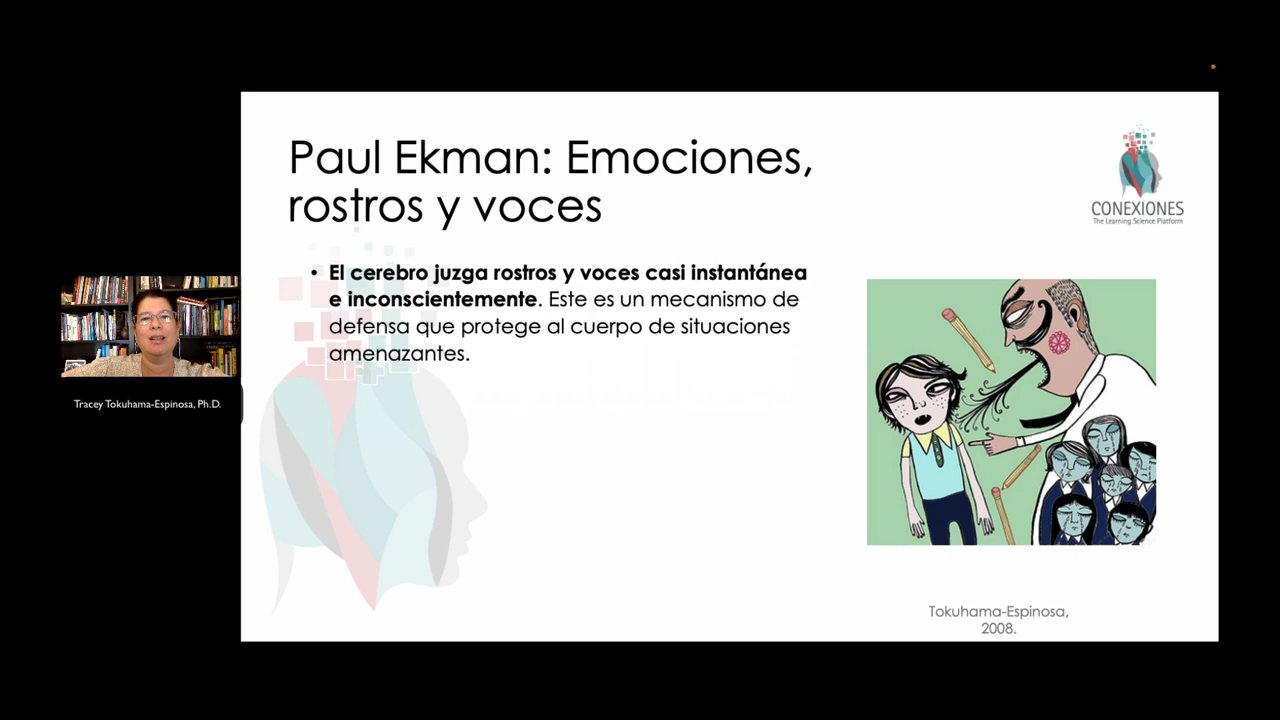 Paul Ekman: Emociones,
rostros y voces
CONEXIONES
The Learning Science Platform
• El cerebro juzga rostros y voces casi instantánea
e inconscientemente. Este es un mecanismo de
defensa que protege al cuerpo de situaciones
amenazantes.
Tracey Tokuhama-Espinosa, Ph.D.
Tokuhama-Espinosa,
2008.